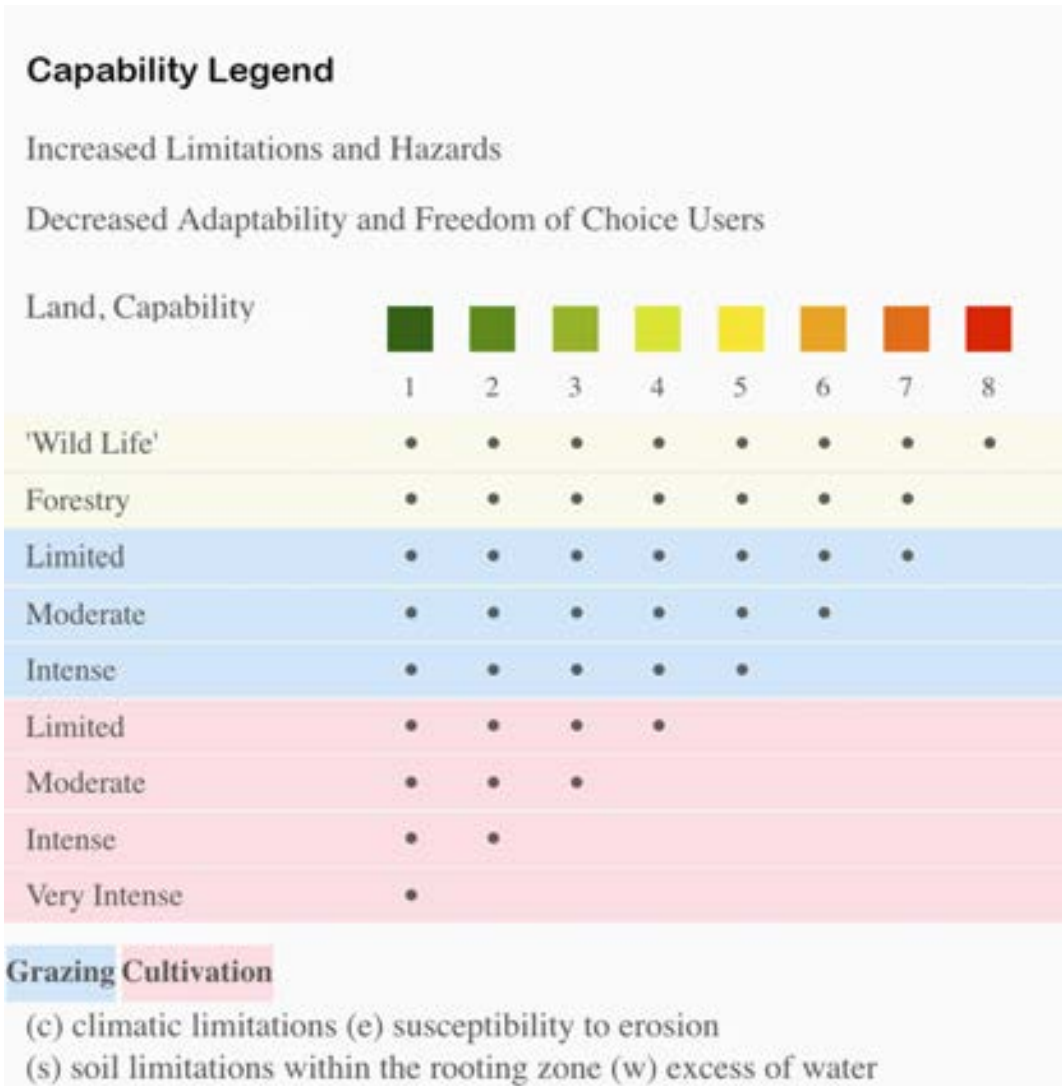 Capability Legend
Increased Limitations and Hazards
Decreased Adaptability and Freedom of Choice Users
Land, Capability
1 2 3 4 5 6 7 8
'Wild Life'
Forestry
Limited
Moderate
Intense
Limited
Moderate
Intense
Very Intense
Grazing Cultivation
(c) climatic limitations (e) susceptibility to erosion
(s) soil limitations within the rooting zone (w) excess of water